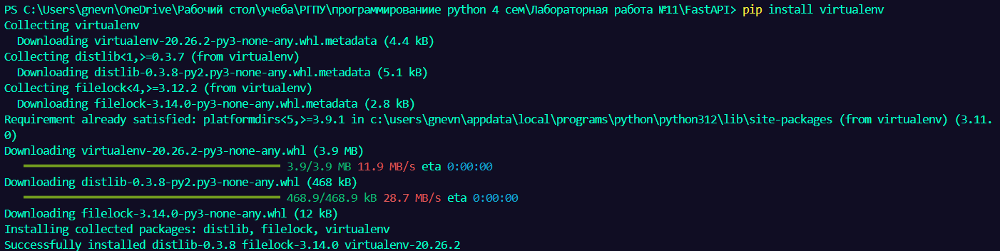 PS C:\Users\gnevn\OneDrive\Рабочий стол\учеба\РГПУ\программированиие python 4 сем\Лабораторная работа №11\FastAPI> pip install virtualenv
Collecting virtualenv
  Downloading virtualenv-20.26.2-py3-none-any.whl.metadata (4.4 kB)
Collecting distlib<1,>=0.3.7 (from virtualenv)
  Downloading distlib-0.3.8-py2.py3-none-any.whl.metadata (5.1 kB)
Collecting filelock<4,>=3.12.2 (from virtualenv)
  Downloading filelock-3.14.0-py3-none-any.whl.metadata (2.8 kB)
Requirement already satisfied: platformdirs<5,>=3.9.1 in c:\users\gnevn\appdata\local\programs\python\python312\lib\site-packages (from virtualenv) (3.11.
0)
Downloading virtualenv-20.26.2-py3-none-any.whl (3.9 MB)
3.9/3.9 MB 11.9 MB/s eta 0:00:00
Downloading distlib-0.3.8-py2.py3-none-any.whl (468 kB)
468.9/468.9 kB 28.7 MB/s eta 0:00:00
Downloading filelock-3.14.0-py3-none-any.whl (12 kB)
Installing collected packages: distlib, filelock, virtualenv
Successfully installed distlib-0.3.8 filelock-3.14.0 virtualenv-20.26.2